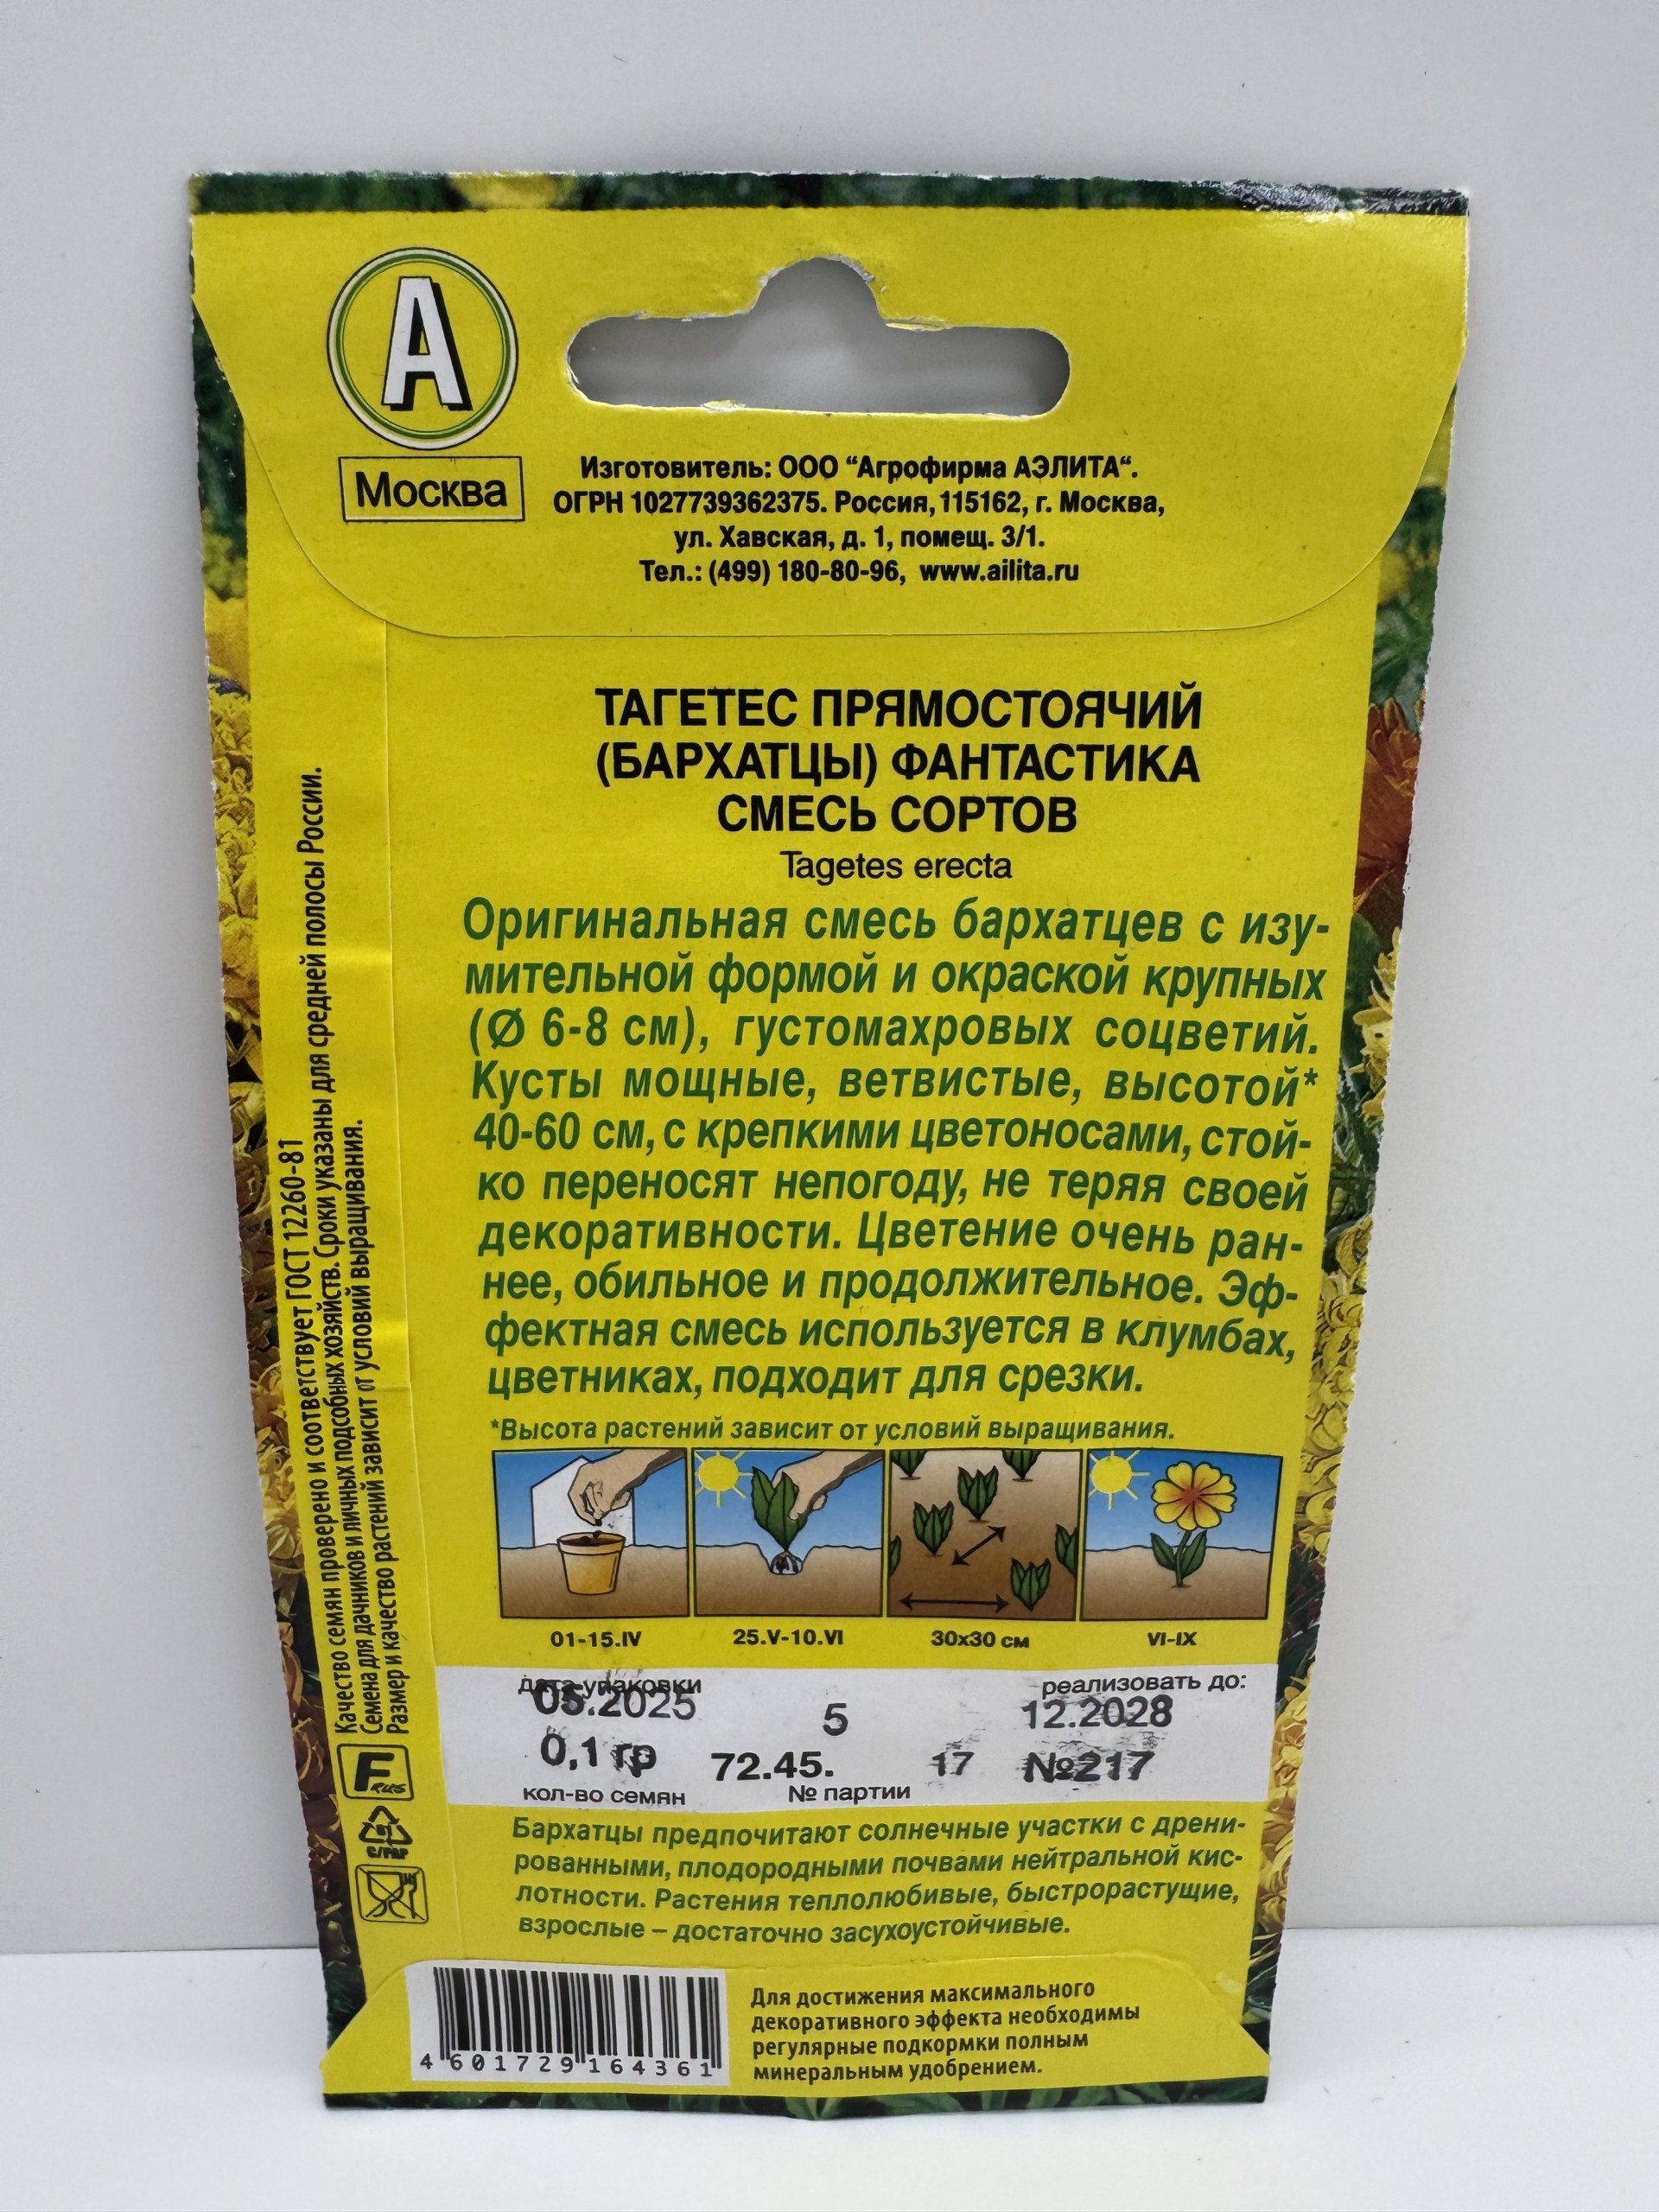 А
Москва
Изготовитель: ООО “Агрофирма АЭЛИТА“.
ОГРН 1027739362375. Россия, 115162, г. Москва,
ул. Хавская, д. 1, помещ. 3/1.
Тел.: (499) 180-80-96, www.ailita.ru
ТАГЕТЕС ПРЯМОСТОЯЧИЙ
(БАРХАТЦЫ) ФАНТАСТИКА
СМЕСЬ СОРТОВ
Tagetes erecta
Оригинальная смесь бархатцев с изу-
мительной формой и окраской крупных
(Ø 6-8 см), густомахровых соцветий.
Кусты мощные, ветвистые, высотой*
40-60 см, с крепкими цветоносами, стой-
ко переносят непогоду, не теряя своей
декоративности. Цветение очень ран-
нее, обильное и продолжительное. Эф-
фектная смесь используется в клумбах,
цветниках, подходит для срезки.
*Высота растений зависит от условий выращивания.
01-15.IV 25.V-10.VI 30x30 см VI-IX
дата упаковки реализовать до:
05.2025 5 12.2028
0,1 гр 72.45. 17 №217
кол-во семян № партии
Бархатцы предпочитают солнечные участки с дрени-
рованными, плодородными почвами нейтральной кис-
лотности. Растения теплолюбивые, быстрорастущие,
взрослые – достаточно засухоустойчивые.
Для достижения максимального
декоративного эффекта необходимы
регулярные подкормки полным
минеральным удобрением.
4 601729 164361
Качество семян проверено и соответствует ГОСТ 12260-81
Семена для дачников и личных подсобных хозяйств. Сроки указаны для средней полосы России.
Размер и качество растений зависит от условий выращивания.
F RUS
C/PAP